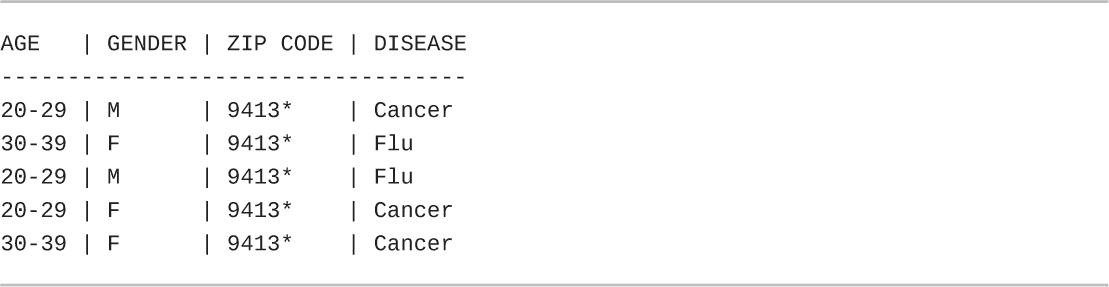 AGE   | GENDER | ZIP CODE | DISEASE
-----------------------------------
20-29 | M      | 9413*    | Cancer
30-39 | F      | 9413*    | Flu
20-29 | M      | 9413*    | Flu
20-29 | F      | 9413*    | Cancer
30-39 | F      | 9413*    | Cancer